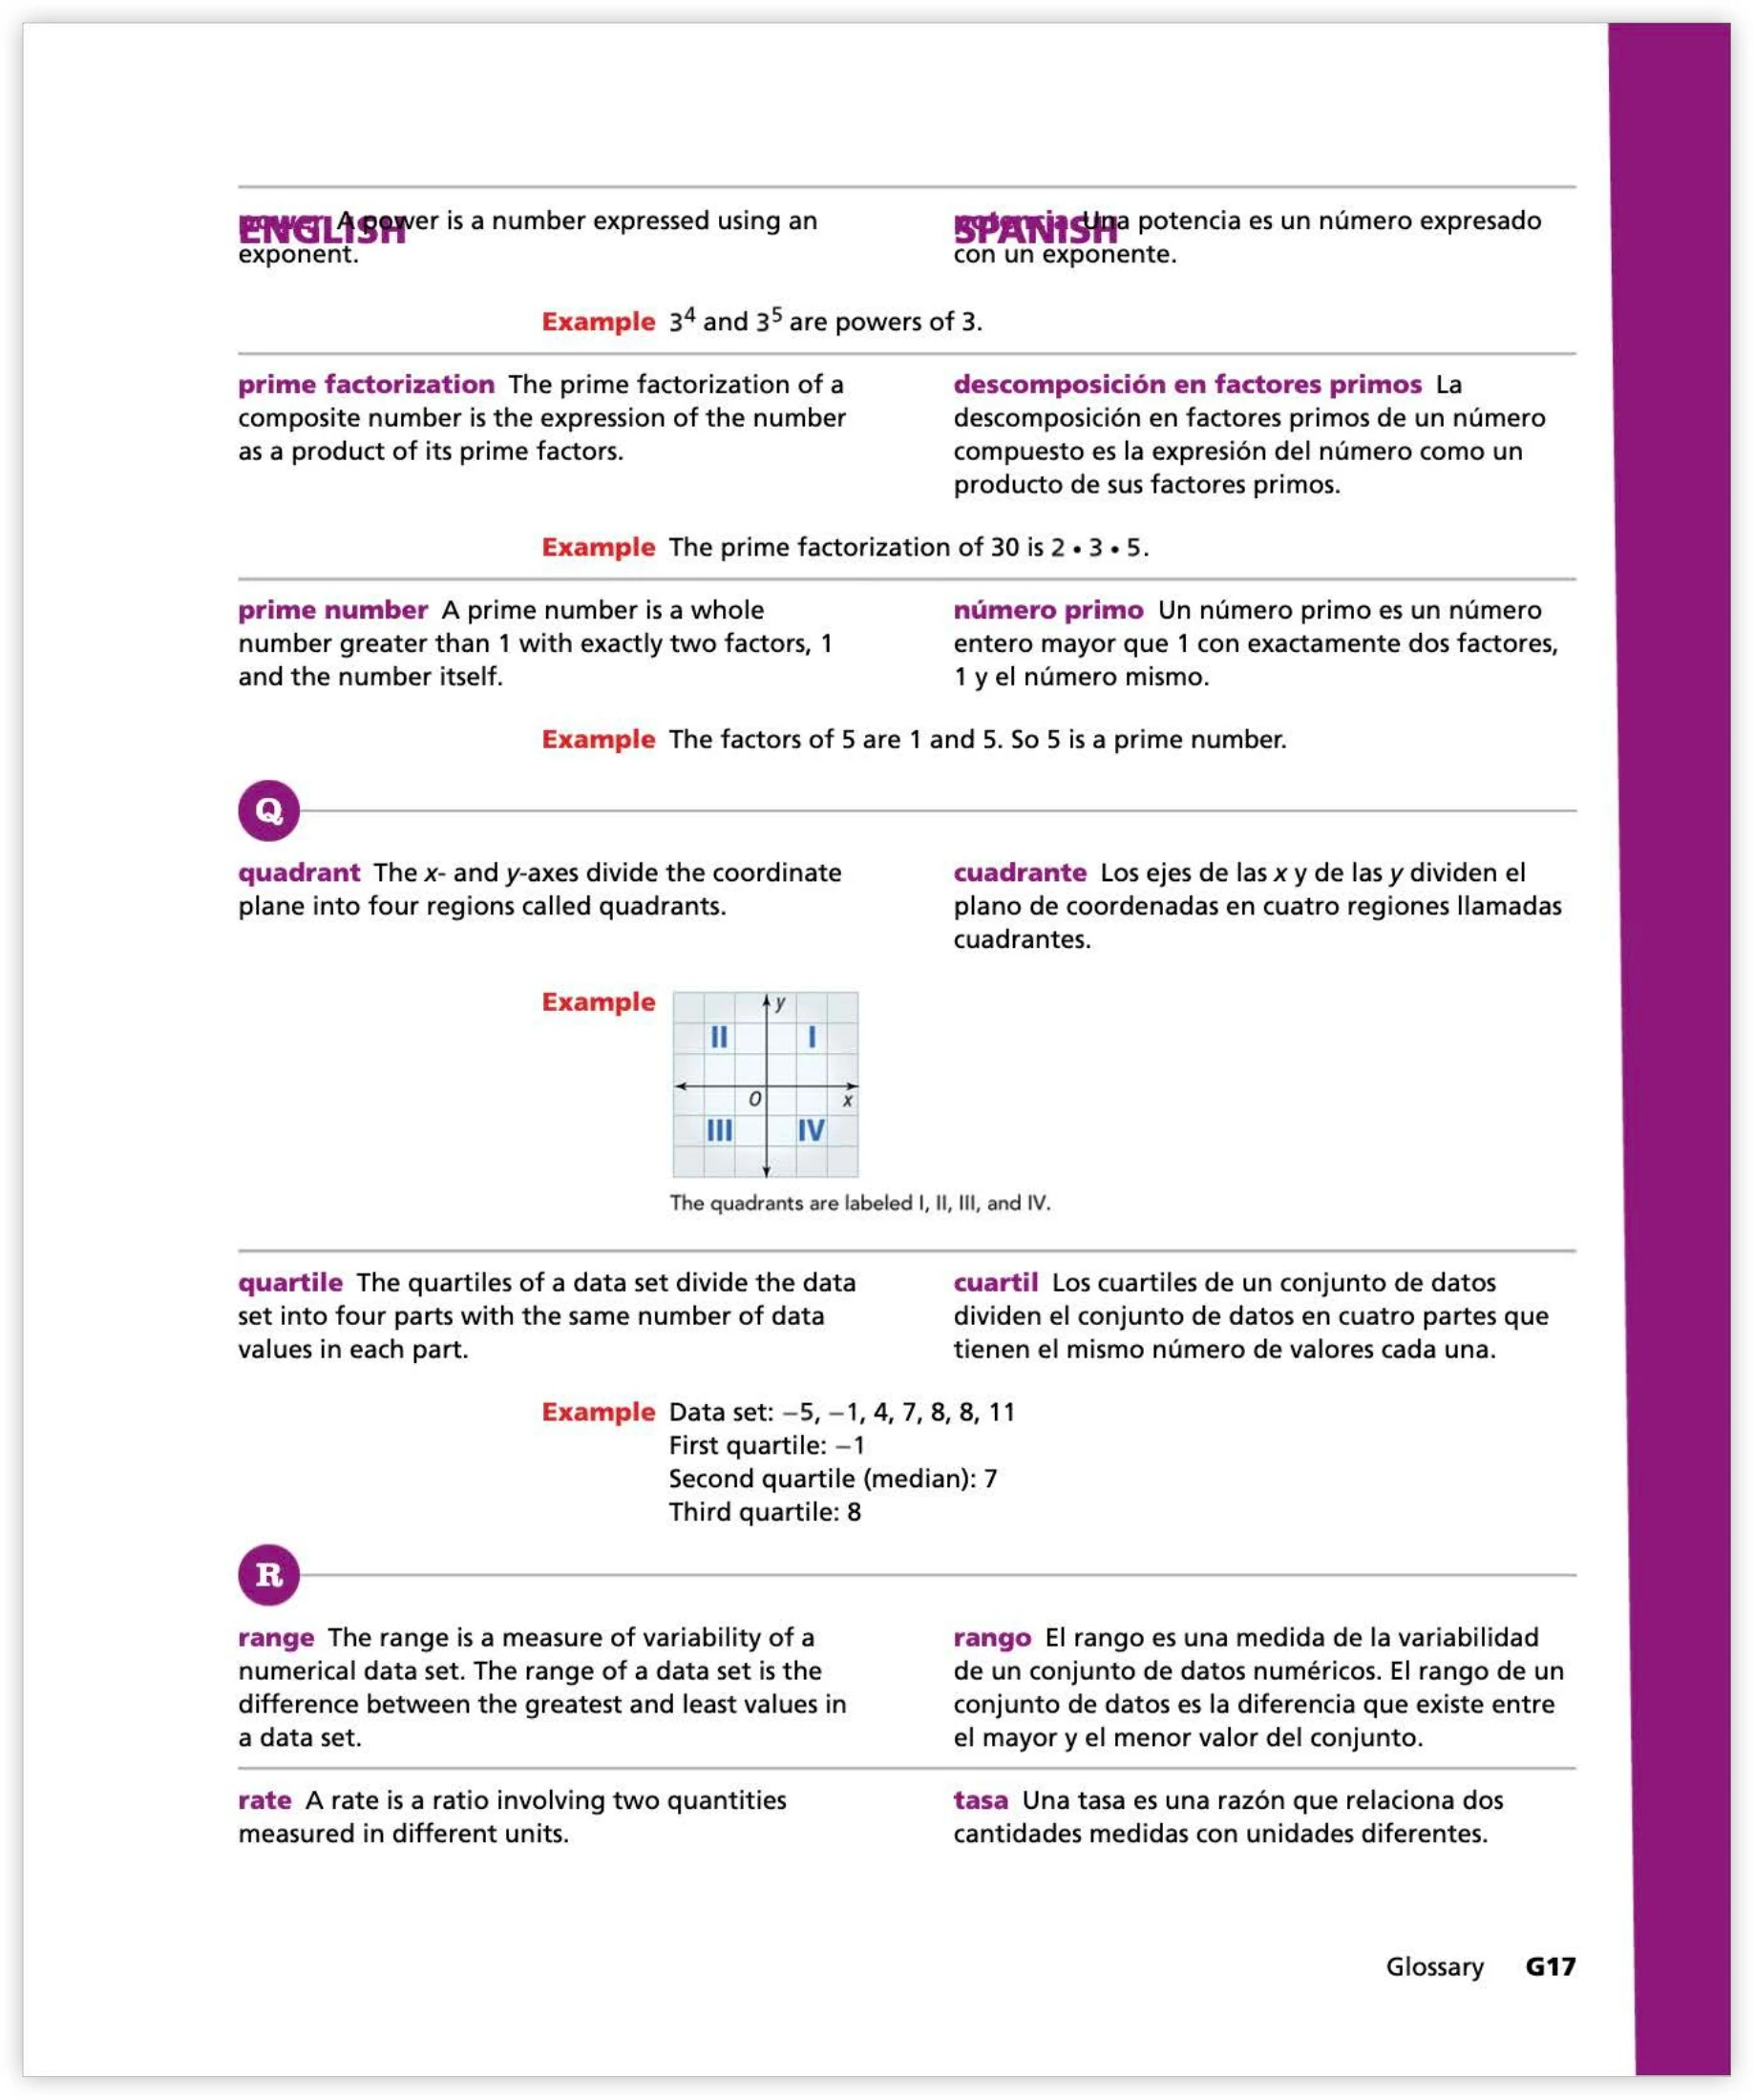 ENGLISH
SPANISH
power A power is a number expressed using an
exponent.
potencia Una potencia es un número expresado
con un exponente.
Example 3⁴ and 3⁵ are powers of 3.
prime factorization The prime factorization of a
composite number is the expression of the number
as a product of its prime factors.
descomposición en factores primos La
descomposición en factores primos de un número
compuesto es la expresión del número como un
producto de sus factores primos.
Example The prime factorization of 30 is 2 • 3 • 5.
prime number A prime number is a whole
number greater than 1 with exactly two factors, 1
and the number itself.
número primo Un número primo es un número
entero mayor que 1 con exactamente dos factores,
1 y el número mismo.
Example The factors of 5 are 1 and 5. So 5 is a prime number.
Q
quadrant The x- and y-axes divide the coordinate
plane into four regions called quadrants.
cuadrante Los ejes de las x y de las y dividen el
plano de coordenadas en cuatro regiones llamadas
cuadrantes.
Example
y
II I
O x
III IV
The quadrants are labeled I, II, III, and IV.
quartile The quartiles of a data set divide the data
set into four parts with the same number of data
values in each part.
cuartil Los cuartiles de un conjunto de datos
dividen el conjunto de datos en cuatro partes que
tienen el mismo número de valores cada una.
Example Data set: −5, −1, 4, 7, 8, 8, 11
First quartile: −1
Second quartile (median): 7
Third quartile: 8
R
range The range is a measure of variability of a
numerical data set. The range of a data set is the
difference between the greatest and least values in
a data set.
rango El rango es una medida de la variabilidad
de un conjunto de datos numéricos. El rango de un
conjunto de datos es la diferencia que existe entre
el mayor y el menor valor del conjunto.
rate A rate is a ratio involving two quantities
measured in different units.
tasa Una tasa es una razón que relaciona dos
cantidades medidas con unidades diferentes.
Glossary G17